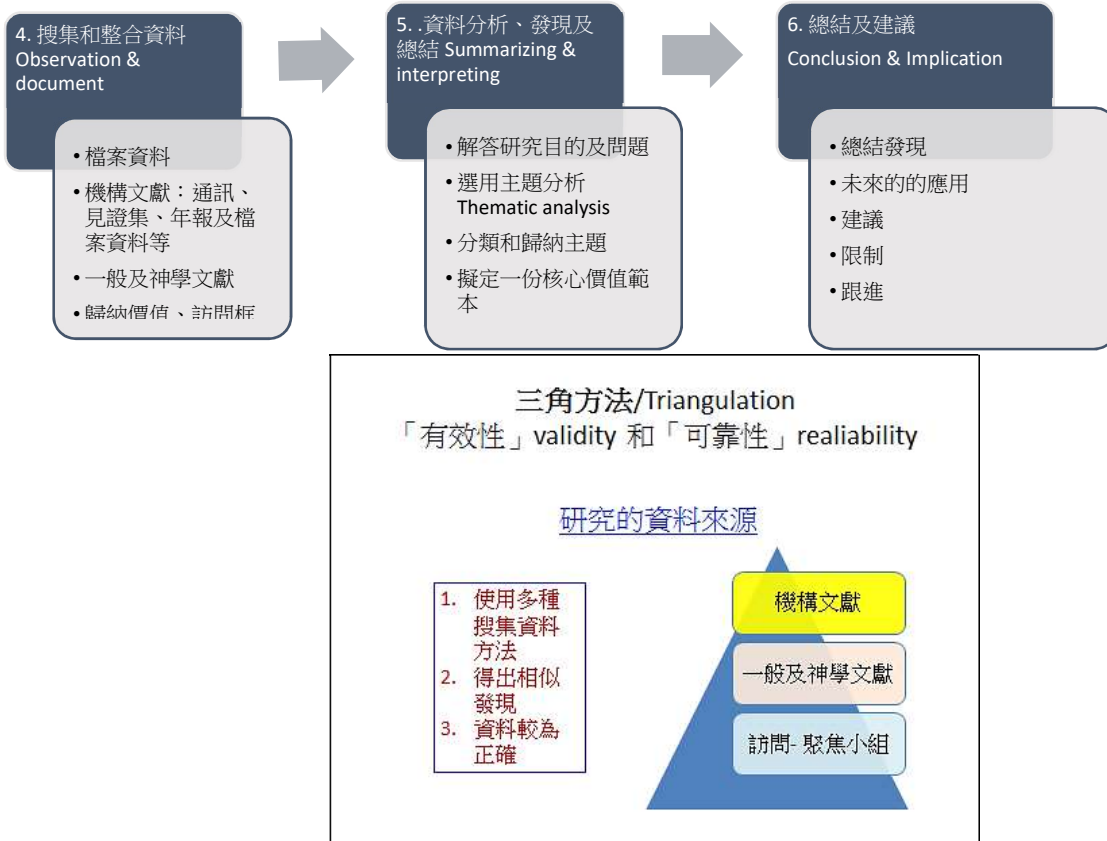 4. 搜集和整合資料
Observation &
document
• 檔案資料
• 機構文獻：通訊、
見證集、年報及檔
案資料等
• 一般及神學文獻
• 歸納價值、訪問框
5. .資料分析、發現及
總結 Summarizing &
interpreting
• 解答研究目的及問題
• 選用主題分析
Thematic analysis
• 分類和歸納主題
• 擬定一份核心價值範
本
6. 總結及建議
Conclusion & Implication
• 總結發現
• 未來的的應用
• 建議
• 限制
• 跟進
三角方法/Triangulation
「有效性」validity 和「可靠性」realiability
研究的資料來源
1. 使用多種
搜集資料
方法
2. 得出相似
發現
3. 資料較為
正確
機構文獻
一般及神學文獻
訪問- 聚焦小組